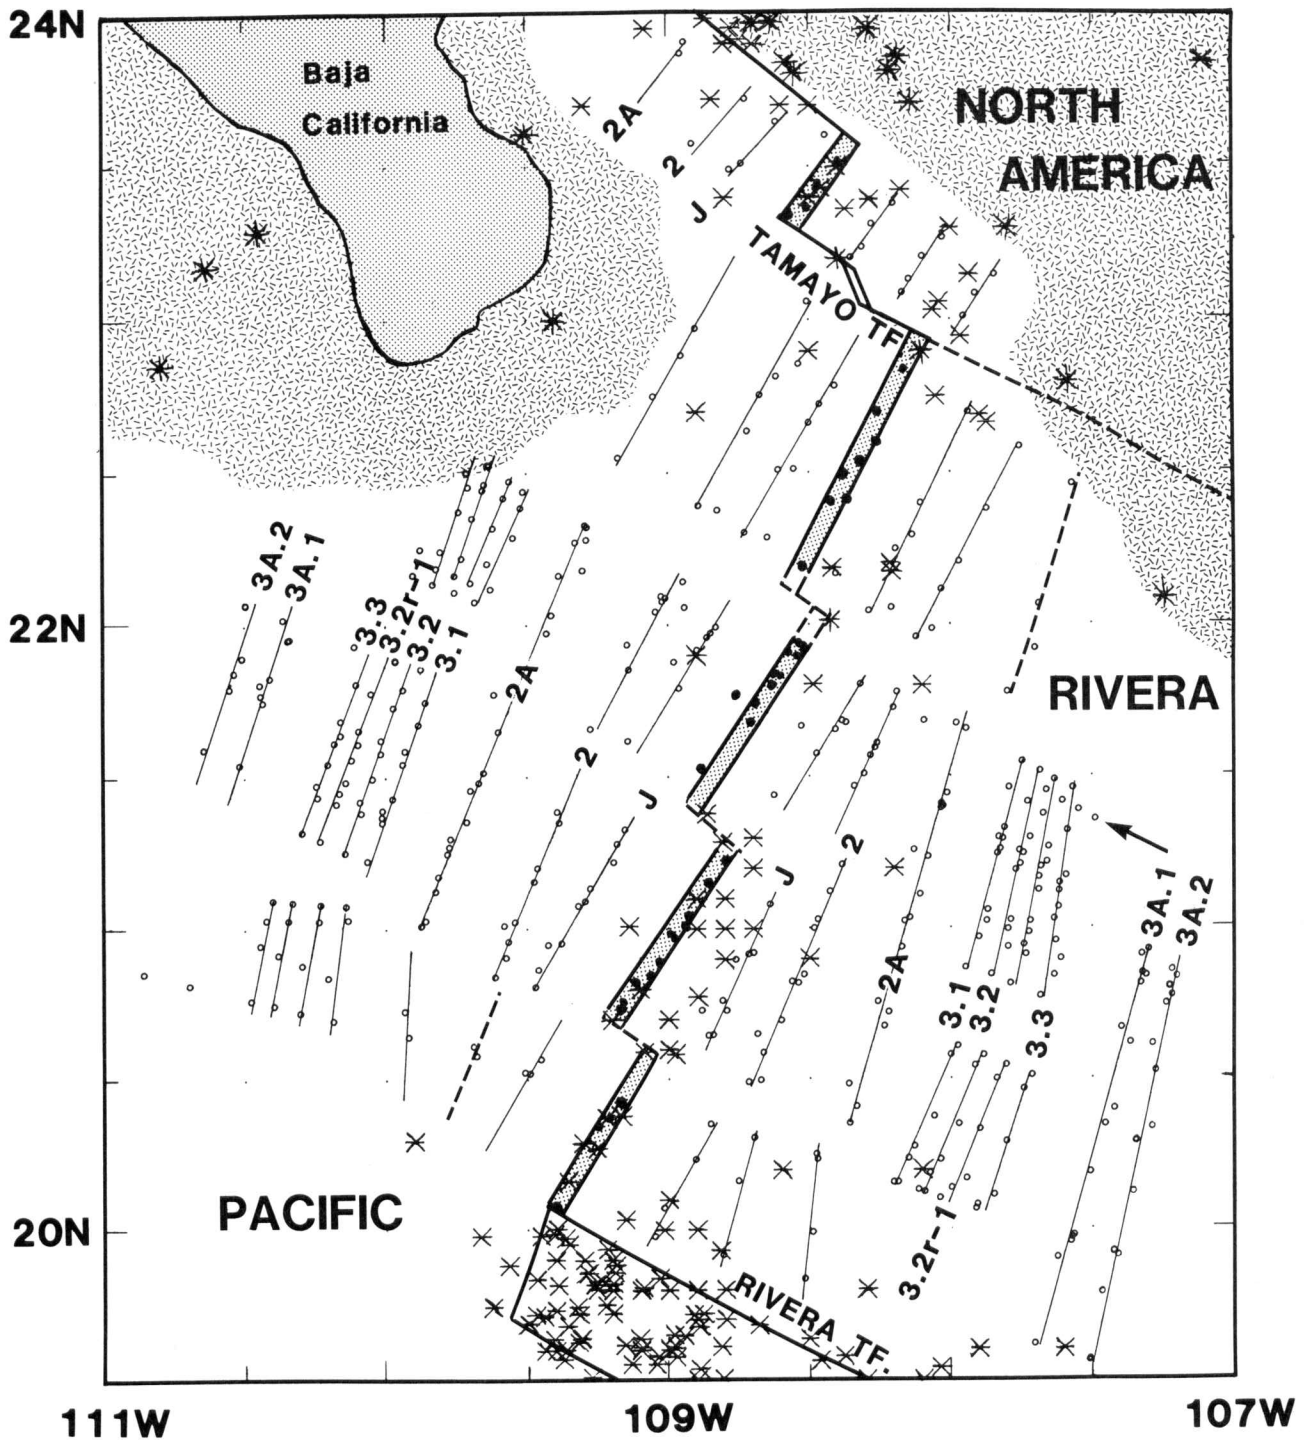 24N
Baja
California
NORTH
AMERICA
2A
2
J
TAMAYO TF
3A.2
3A.1
3.3
3.2r-1
3.2
3.1
22N
2A
2
J
RIVERA
J
2
2A
3.1
3.2
3.3
3A.1
3A.2
3.2r-1
PACIFIC
20N
RIVERA TF.
111W
109W
107W